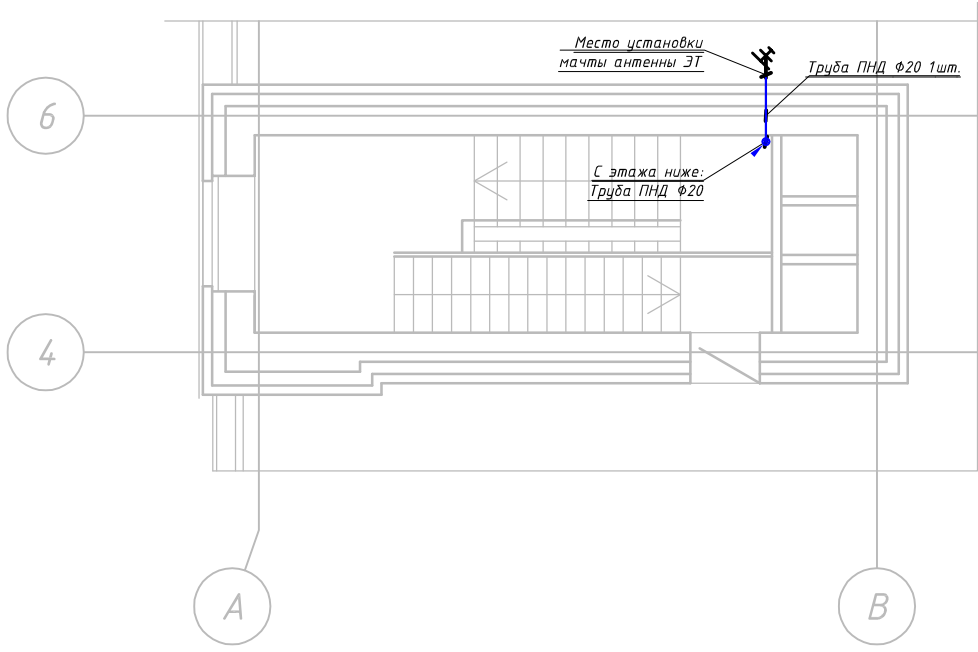 Место установки
мачты антенны ЭТ
Труба ПНД Ф20 1шт.
6
С этажа ниже:
Труба ПНД Ф20
4
А
В